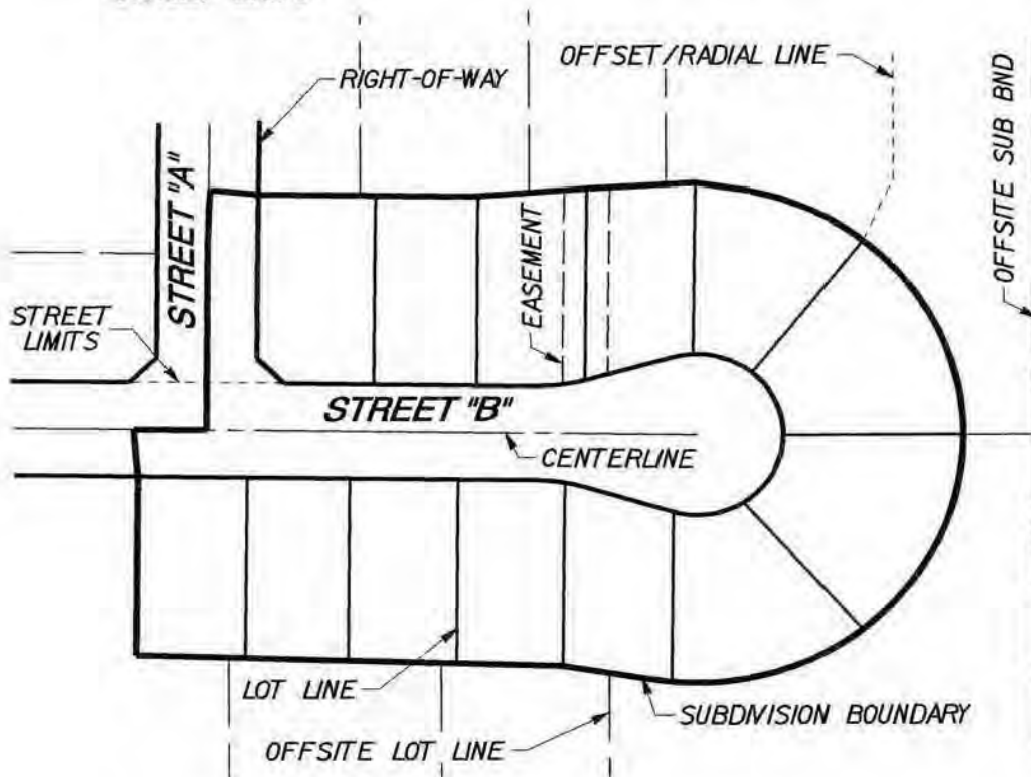 OFFSET/RADIAL LINE
RIGHT-OF-WAY
OFFSITE SUB BND
STREET "A"
EASEMENT
STREET
LIMITS
STREET "B"
CENTERLINE
LOT LINE
SUBDIVISION BOUNDARY
OFFSITE LOT LINE